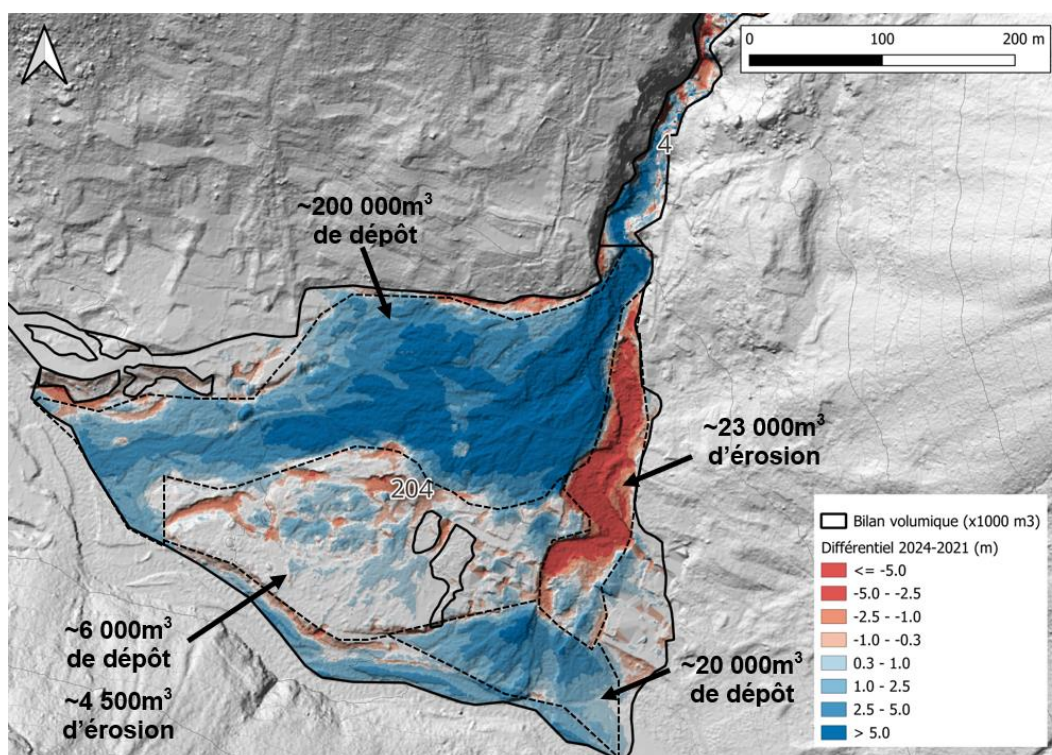 0 100 200 m
4
~200 000m³
de dépôt
~23 000m³
d'érosion
204
~6 000m³
de dépôt
~4 500m³
d'érosion
~20 000m³
de dépôt
Bilan volumique (x1000 m3)
Différentiel 2024-2021 (m)
<= -5.0
-5.0 - -2.5
-2.5 - -1.0
-1.0 - -0.3
0.3 - 1.0
1.0 - 2.5
2.5 - 5.0
> 5.0